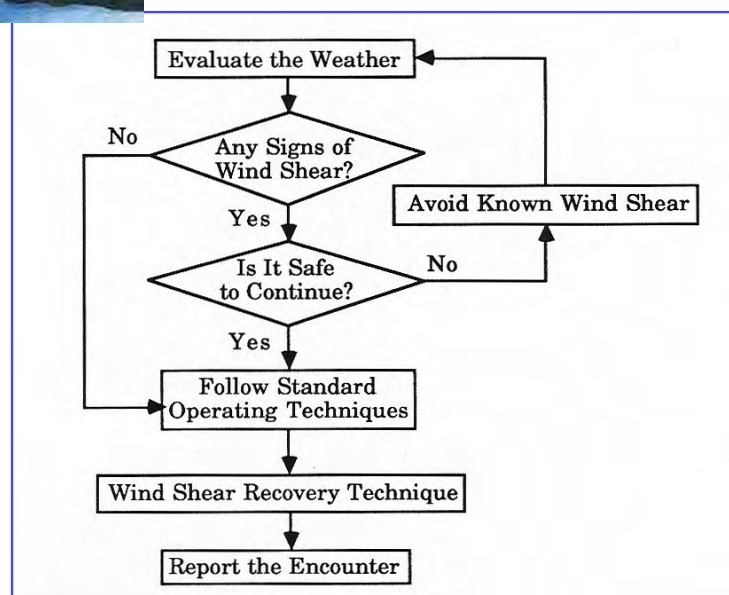 Evaluate the Weather
No
Any Signs of
Wind Shear?
Yes
Avoid Known Wind Shear
Is It Safe
to Continue?
No
Yes
Follow Standard
Operating Techniques
Wind Shear Recovery Technique
Report the Encounter